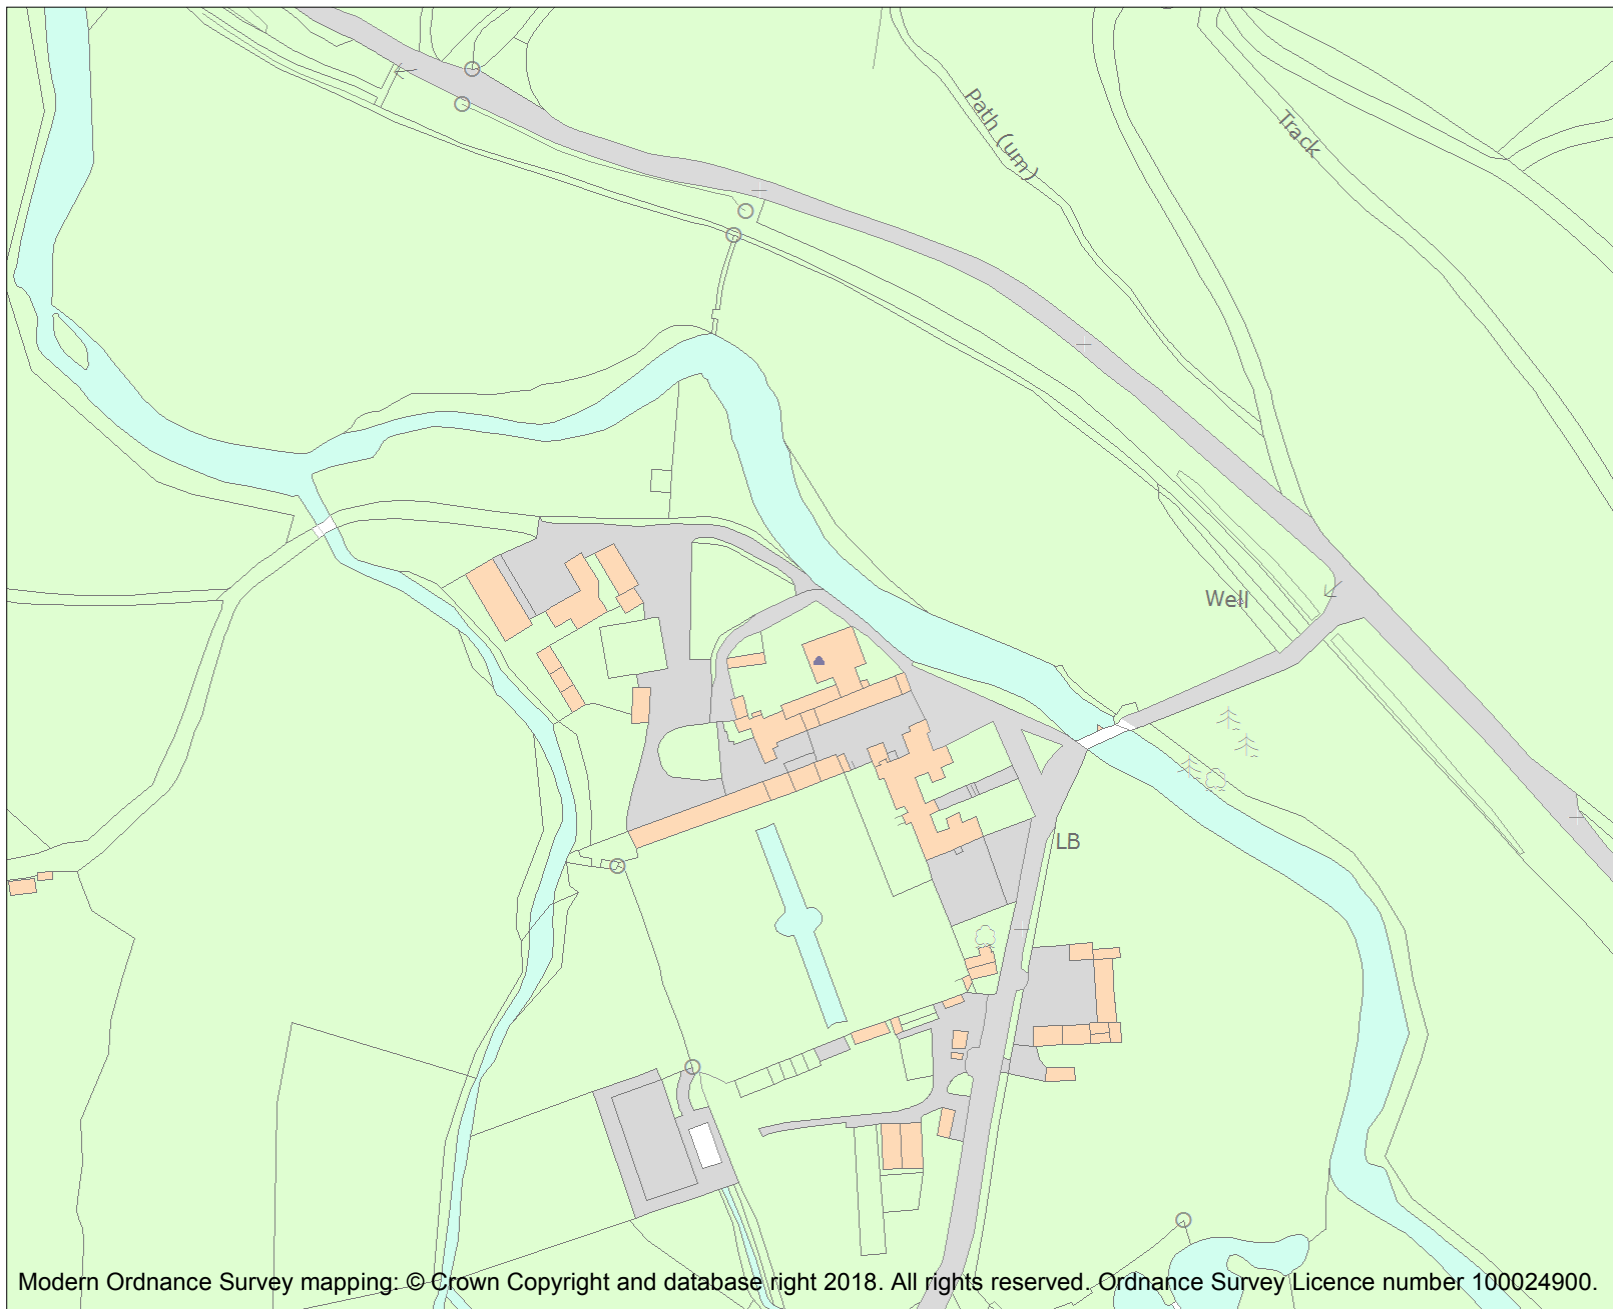 Path (um)
Track
Well
LB
Modern Ordnance Survey mapping: © Crown Copyright and database right 2018. All rights reserved. Ordnance Survey Licence number 100024900.